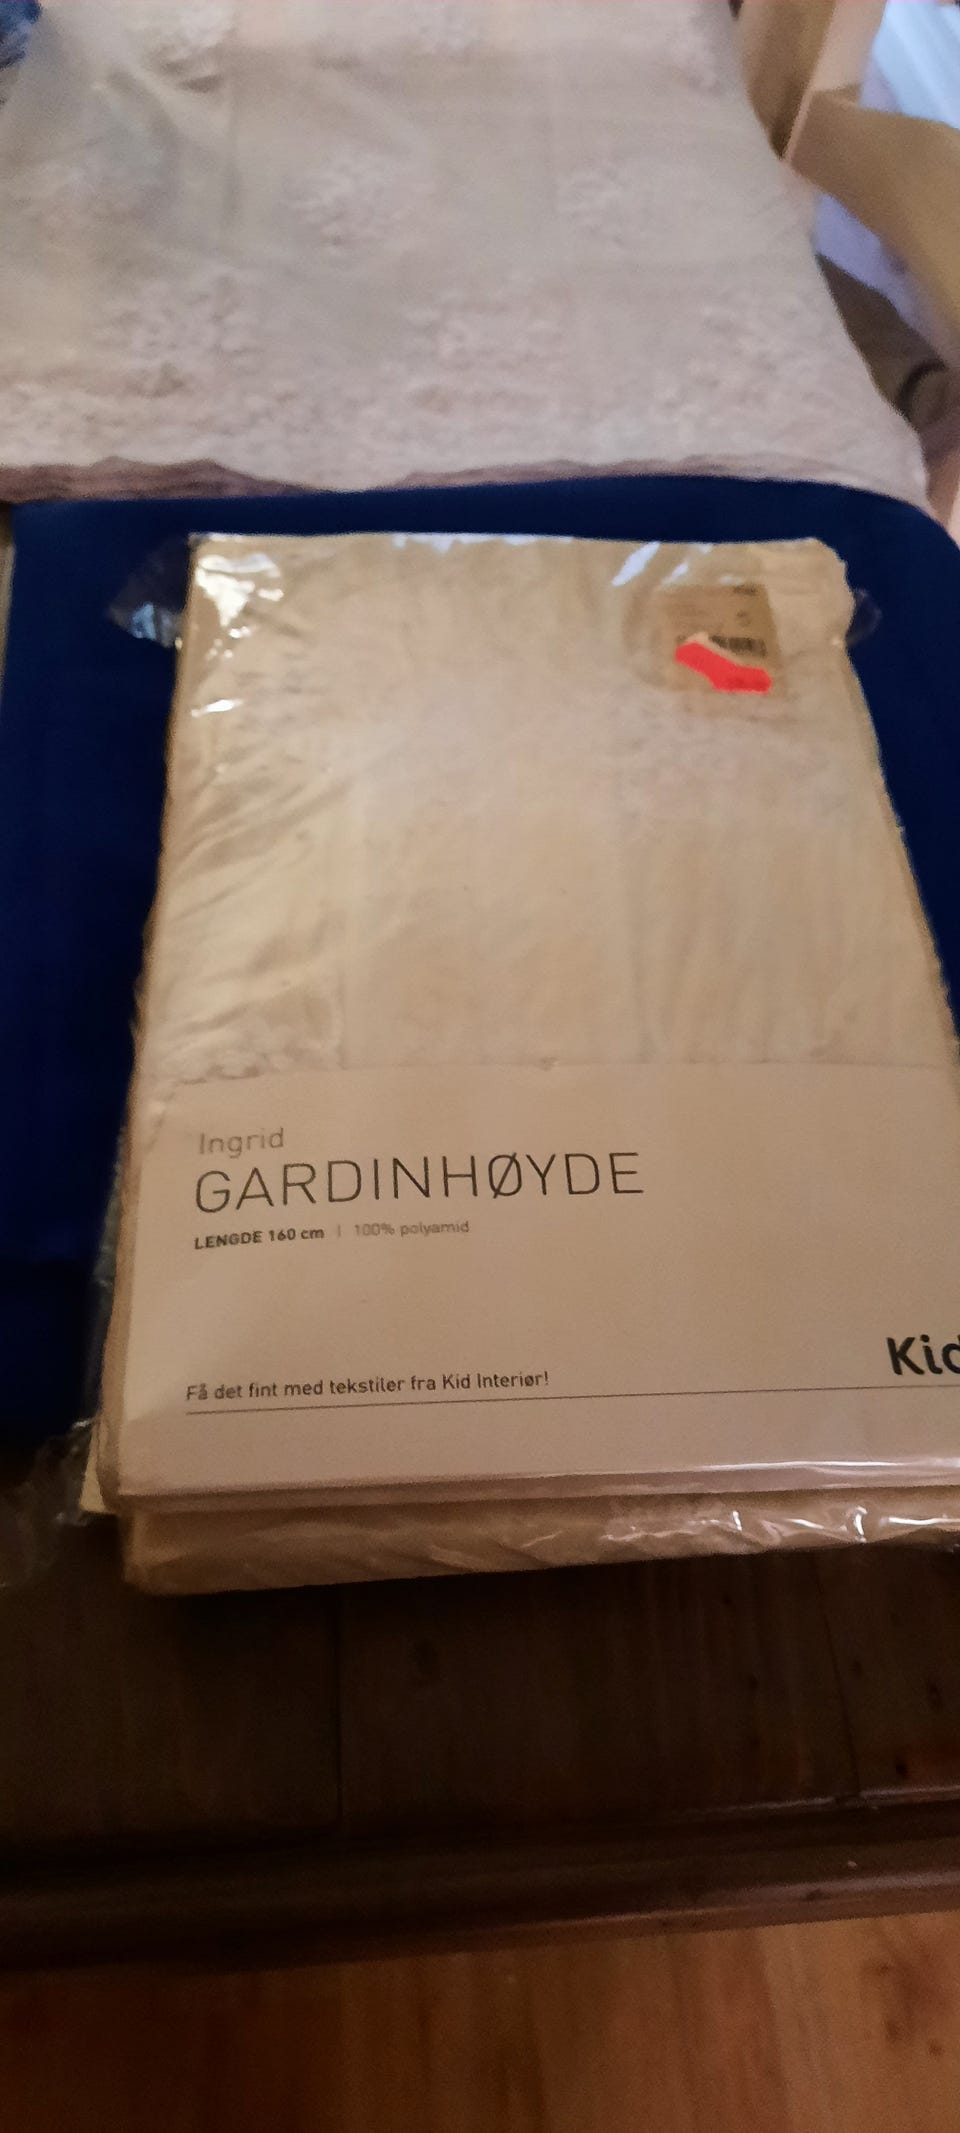 Ingrid
GARDINHØYDE
LENGDE 160 cm | 100% polyamid
Kid
Få det fint med tekstiler fra Kid Interiør!